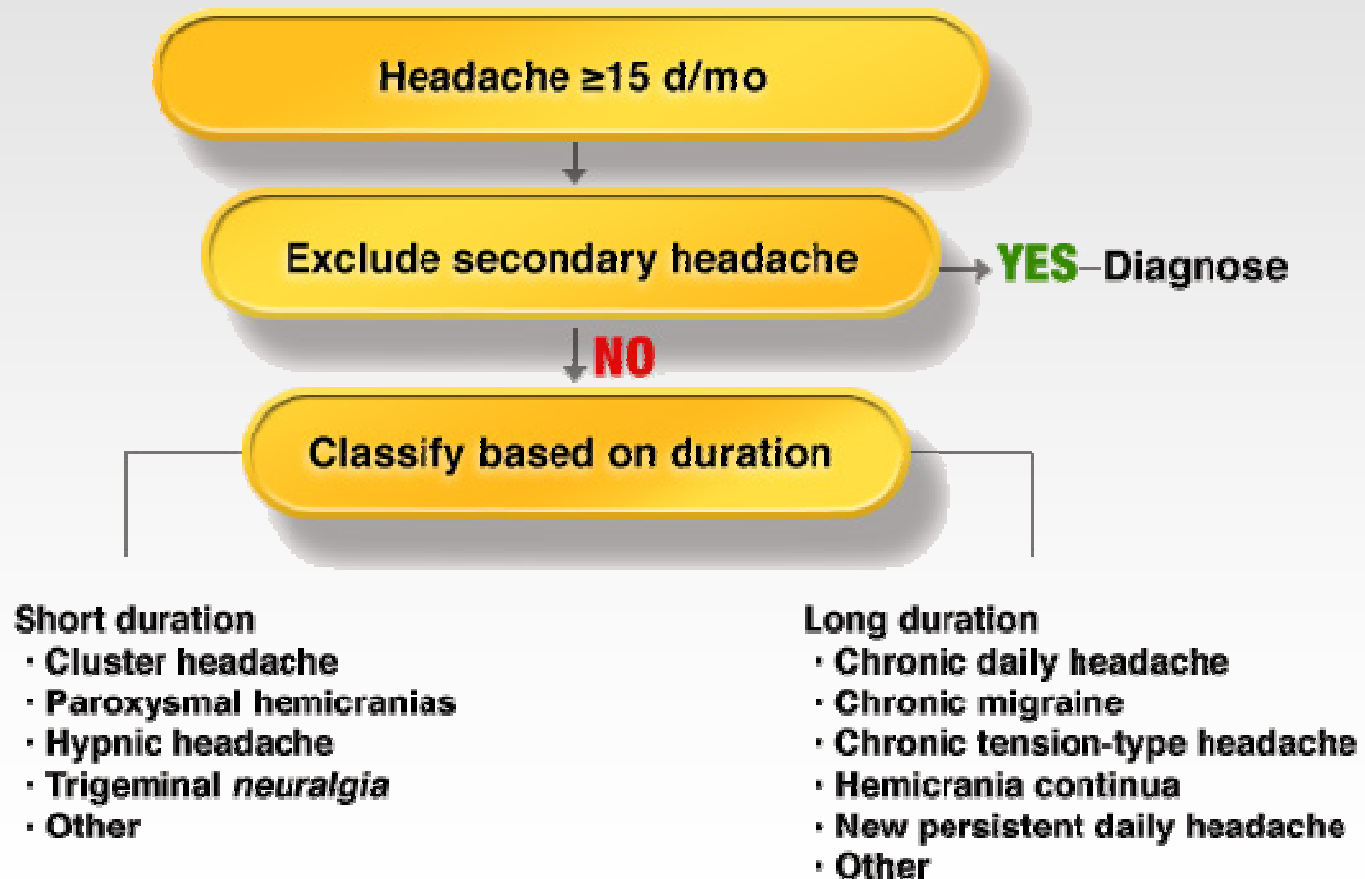 Headache ≥15 d/mo
Exclude secondary headache
YES–Diagnose
NO
Classify based on duration
Short duration
· Cluster headache
· Paroxysmal hemicranias
· Hypnic headache
· Trigeminal neuralgia
· Other
Long duration
· Chronic daily headache
· Chronic migraine
· Chronic tension-type headache
· Hemicrania continua
· New persistent daily headache
· Other